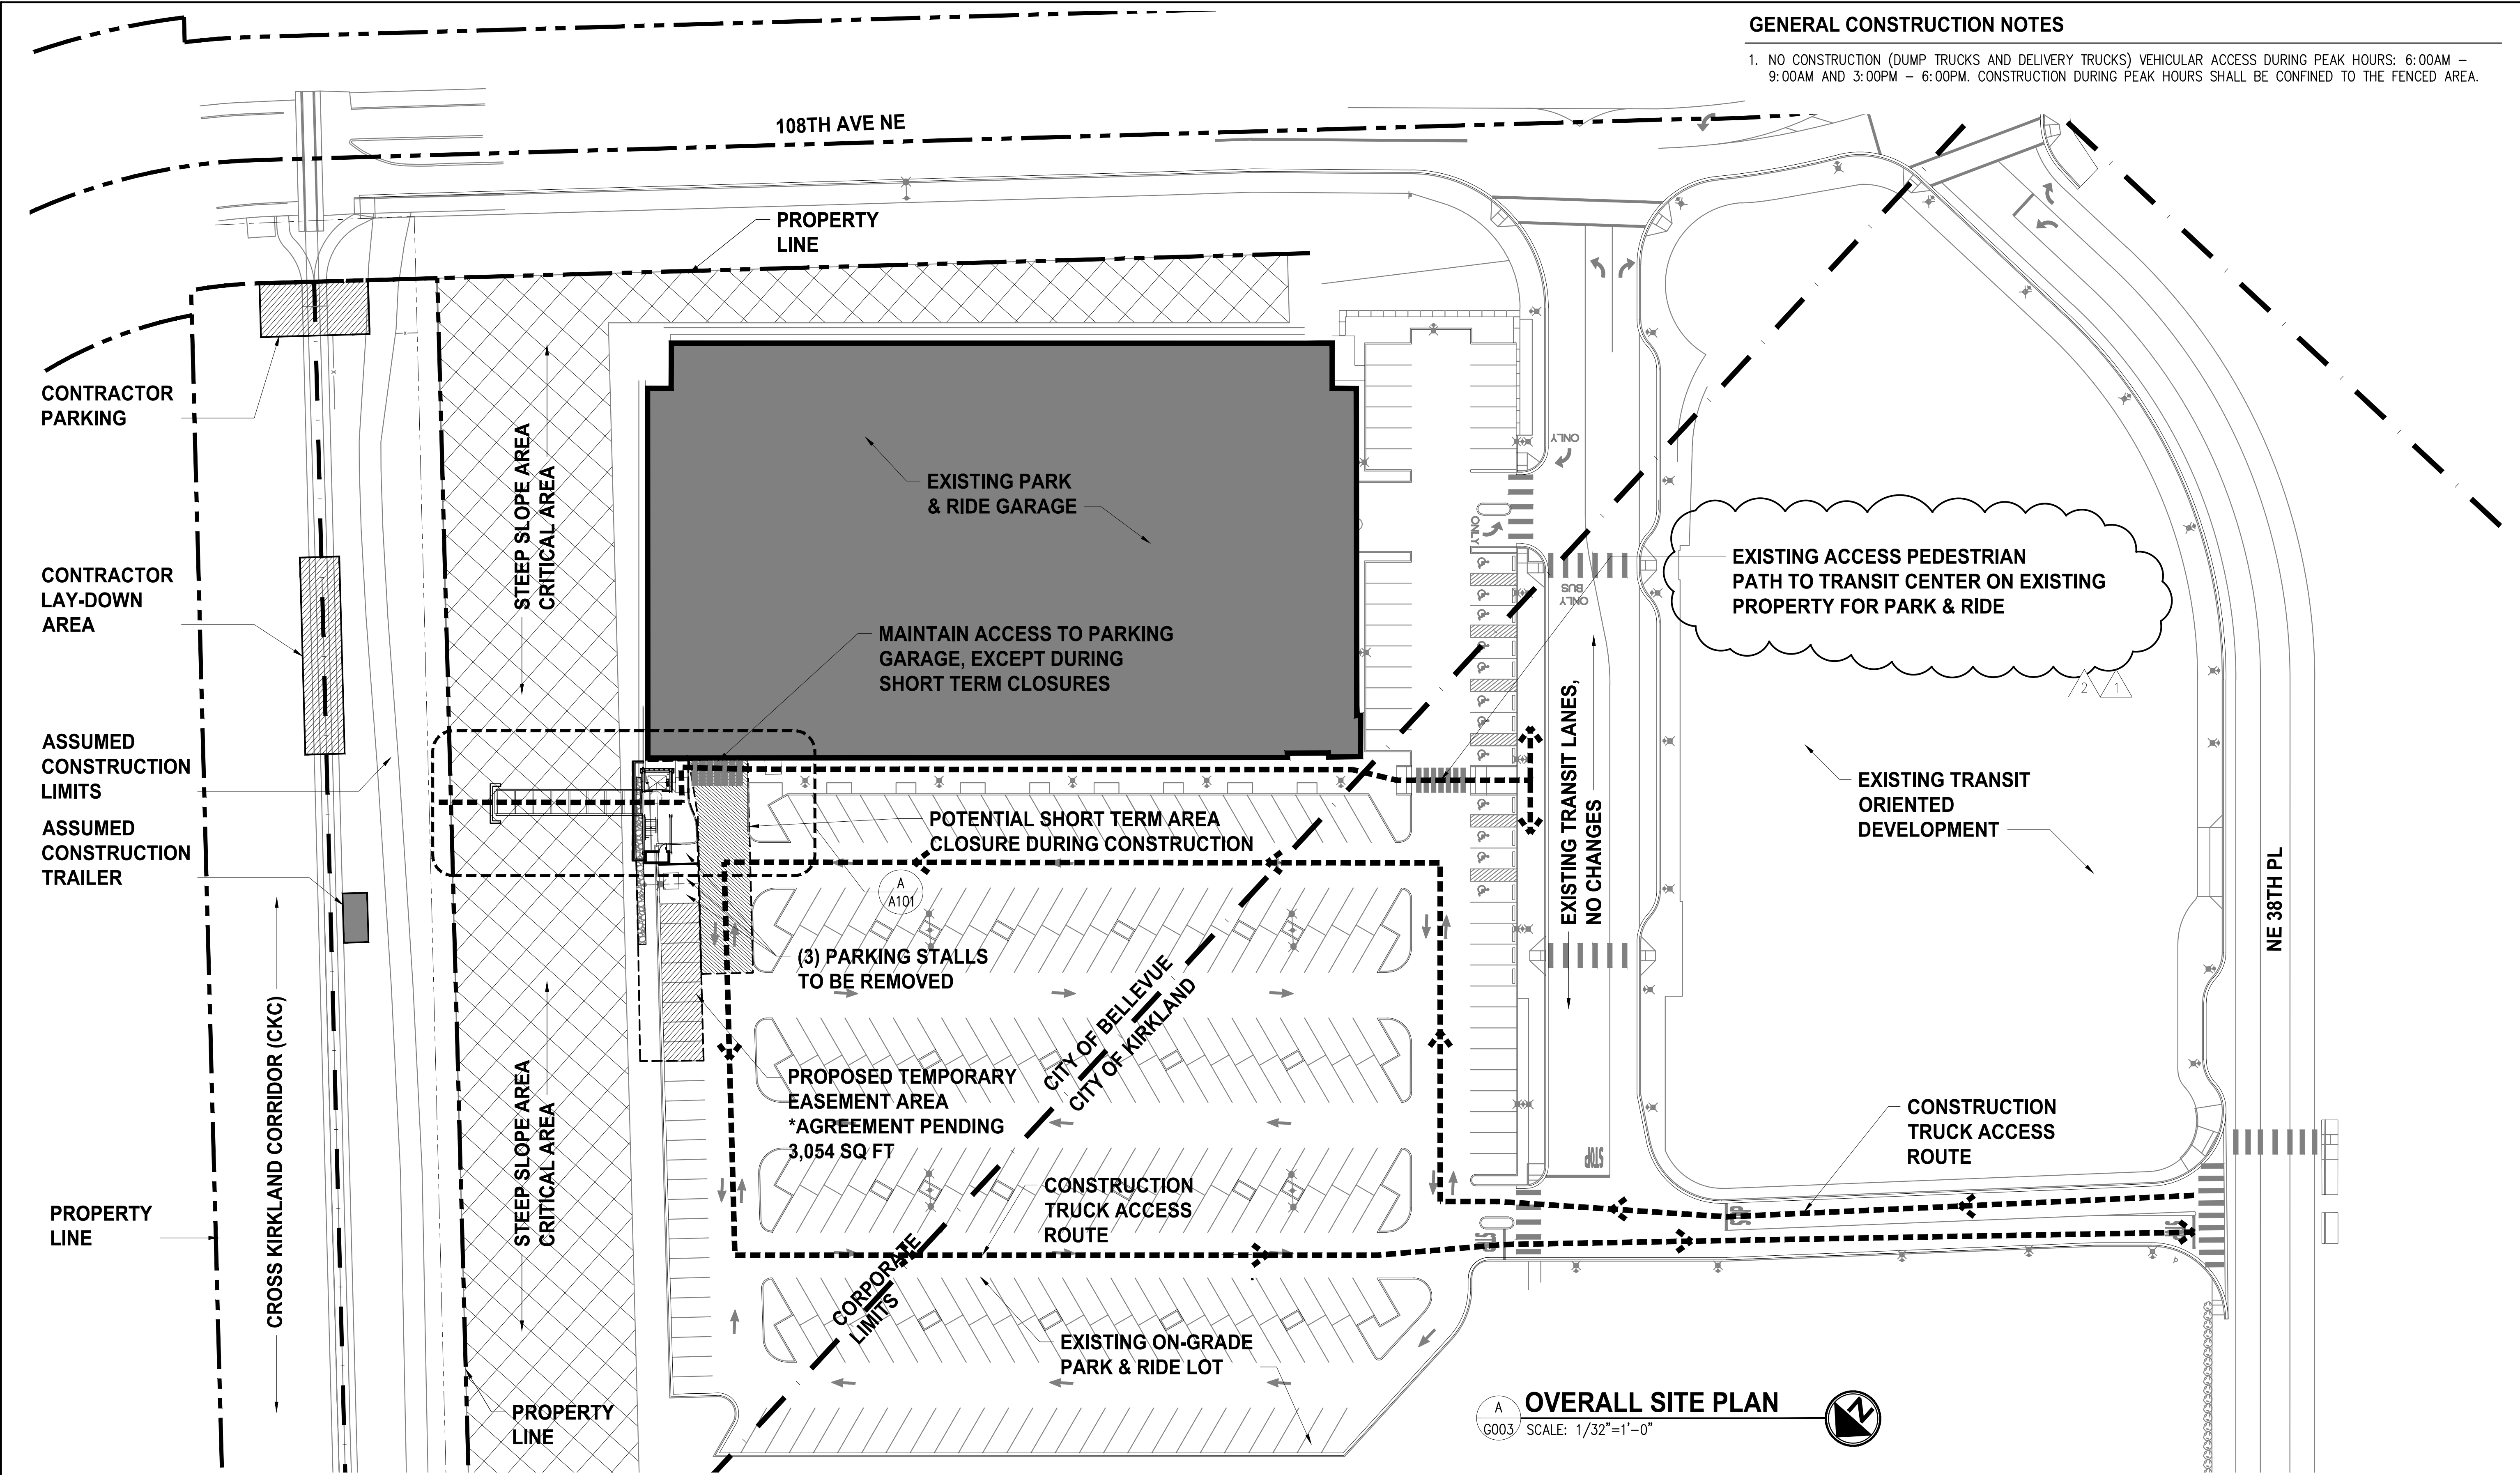 GENERAL CONSTRUCTION NOTES
1. NO CONSTRUCTION (DUMP TRUCKS AND DELIVERY TRUCKS) VEHICULAR ACCESS DURING PEAK HOURS: 6:00AM –
9:00AM AND 3:00PM – 6:00PM. CONSTRUCTION DURING PEAK HOURS SHALL BE CONFINED TO THE FENCED AREA.
108TH AVE NE
PROPERTY
LINE
CONTRACTOR
PARKING
STEEP SLOPE AREA
CRITICAL AREA
EXISTING PARK
& RIDE GARAGE
ONLY
ONLY
BUS
ONLY
EXISTING ACCESS PEDESTRIAN
PATH TO TRANSIT CENTER ON EXISTING
PROPERTY FOR PARK & RIDE
2
1
CONTRACTOR
LAY-DOWN
AREA
MAINTAIN ACCESS TO PARKING
GARAGE, EXCEPT DURING
SHORT TERM CLOSURES
ASSUMED
CONSTRUCTION
LIMITS
ASSUMED
CONSTRUCTION
TRAILER
POTENTIAL SHORT TERM AREA
CLOSURE DURING CONSTRUCTION
EXISTING TRANSIT LANES,
NO CHANGES
EXISTING TRANSIT
ORIENTED
DEVELOPMENT
NE 38TH PL
A
A101
(3) PARKING STALLS
TO BE REMOVED
CITY OF BELLEVUE
CITY OF KIRKLAND
CROSS KIRKLAND CORRIDOR (CKC)
STEEP SLOPE AREA
CRITICAL AREA
PROPOSED TEMPORARY
EASEMENT AREA
*AGREEMENT PENDING
3,054 SQ FT
CONSTRUCTION
TRUCK ACCESS
ROUTE
STOP
CONSTRUCTION
TRUCK ACCESS
ROUTE
PROPERTY
LINE
CORPORATE
LIMITS
EXISTING ON-GRADE
PARK & RIDE LOT
PROPERTY
LINE
A
G003
OVERALL SITE PLAN
SCALE: 1/32"=1'-0"
N